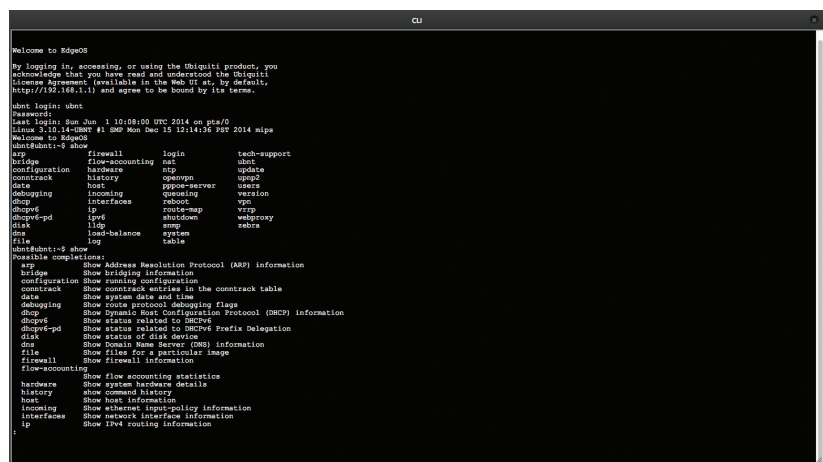 CLI
Welcome to EdgeOS
By logging in, accessing, or using the Ubiquiti product, you
acknowledge that you have read and understood the Ubiquiti
License Agreement (available in the Web UI at, by default,
http://192.168.1.1) and agree to be bound by its terms.
ubnt login: ubnt
Password:
Last login: Sun Jun  1 10:08:00 UTC 2014 on pts/0
Linux 3.10.14-UBNT #1 SMP Mon Dec 15 12:14:36 PST 2014 mips
Welcome to EdgeOS
ubnt@ubnt:~$ show
arp firewall login tech-support
bridge flow-accounting nat ubnt
configuration hardware ntp update
conntrack history openvpn upnp2
date host pppoe-server users
debugging incoming queueing version
dhcp interfaces reboot vpn
dhcpv6 ip route-map vrrp
dhcpv6-pd ipv6 shutdown webproxy
disk lldp snmp zebra
dns load-balance system
file log table
ubnt@ubnt:~$ show
Possible completions:
arp Show Address Resolution Protocol (ARP) information
bridge Show bridging information
configuration Show running configuration
conntrack Show conntrack entries in the conntrack table
date Show system date and time
debugging Show route protocol debugging flags
dhcp Show Dynamic Host Configuration Protocol (DHCP) information
dhcpv6 Show status related to DHCPv6
dhcpv6-pd Show status related to DHCPv6 Prefix Delegation
disk Show status of disk device
dns Show Domain Name Server (DNS) information
file Show files for a particular image
firewall Show firewall information
flow-accounting
Show flow accounting statistics
hardware Show system hardware details
history show command history
host Show host information
incoming Show ethernet input-policy information
interfaces Show network interface information
ip Show IPv4 routing information
: